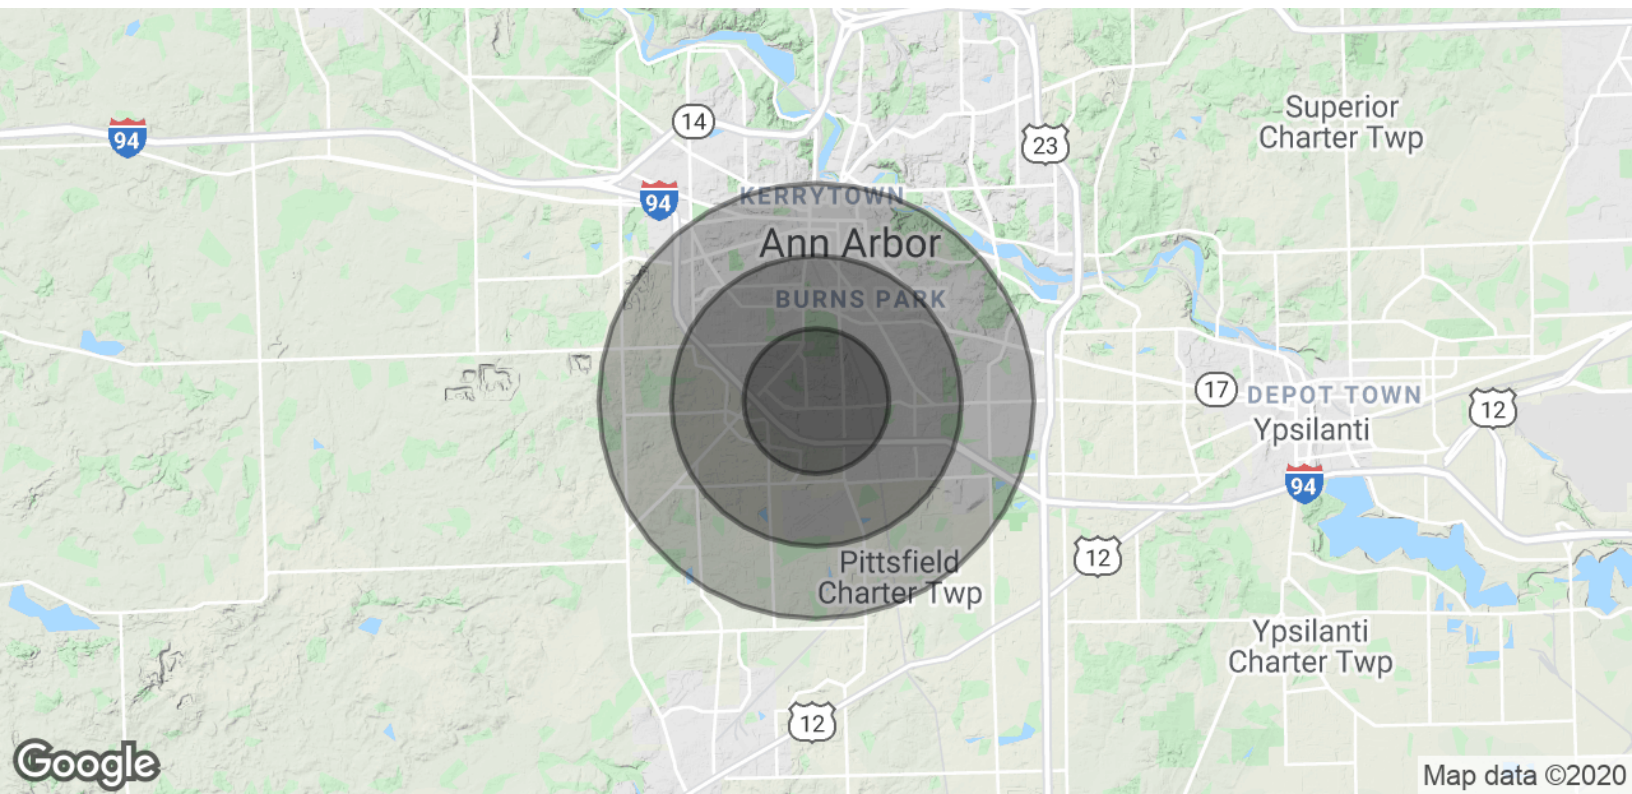 Superior
Charter Twp
14
94
23
94
KERRYTOWN
Ann Arbor
BURNS PARK
17
DEPOT TOWN
12
Ypsilanti
94
12
Pittsfield
Charter Twp
Ypsilanti
Charter Twp
12
Google
Map data ©2020